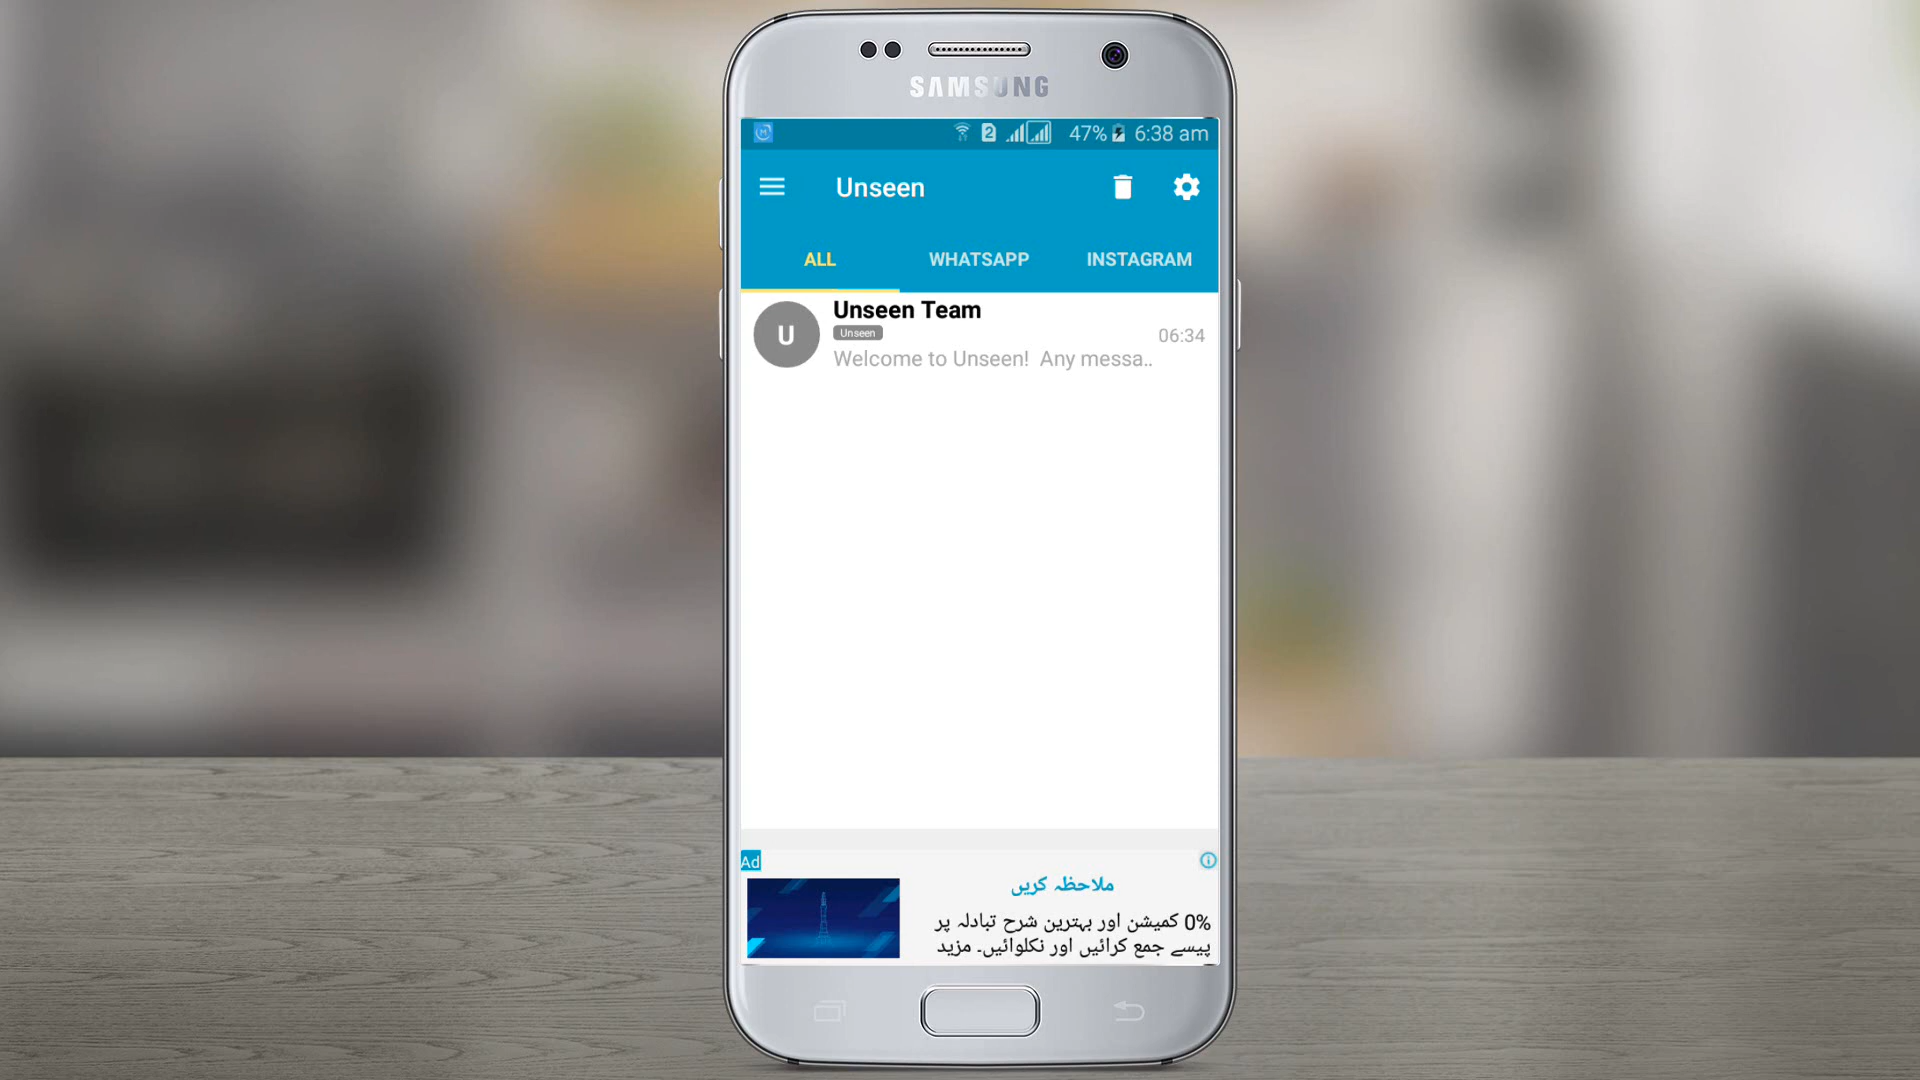 SAMSUNG
2 47% 6:38 am
Unseen
ALL WHATSAPP INSTAGRAM
Unseen Team
U
Unseen
06:34
Welcome to Unseen!  Any messa..
Ad
ملاحظہ کریں
0% کمیشن اور بہترین شرح تبادلہ پر
پیسے جمع کرائیں اور نکلوائیں۔ مزید